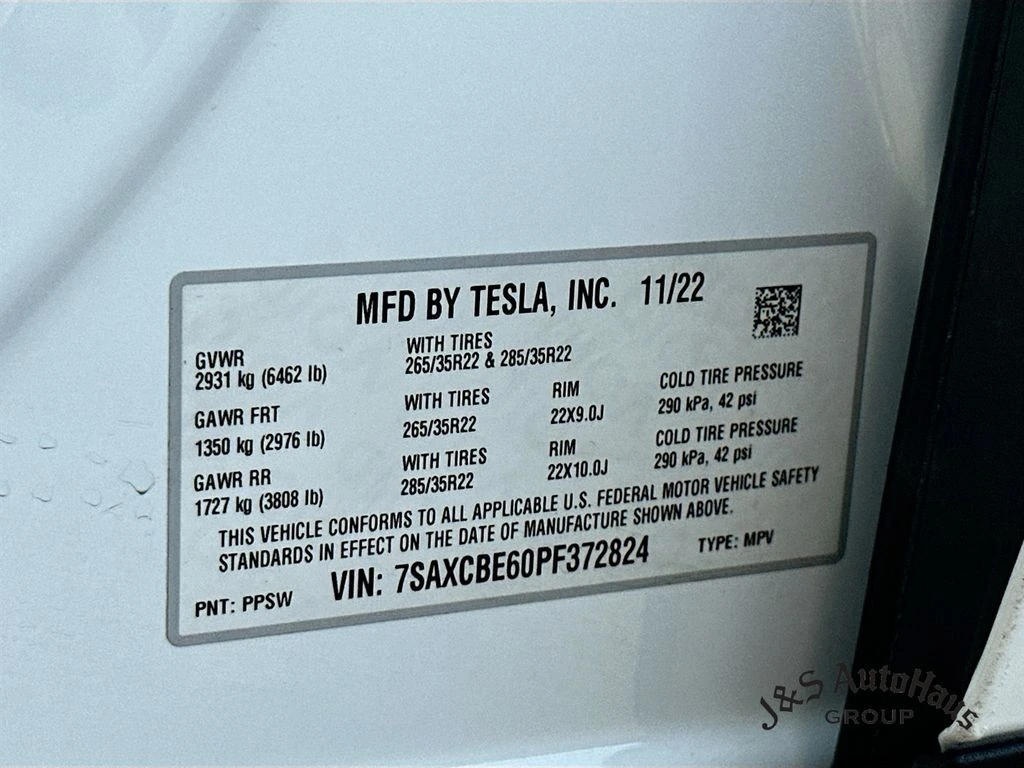 MFD BY TESLA, INC. 11/22
GVWR
2931 kg (6462 lb)
WITH TIRES
265/35R22 & 285/35R22
GAWR FRT
1350 kg (2976 lb)
WITH TIRES
265/35R22
RIM
22X9.0J
COLD TIRE PRESSURE
290 kPa, 42 psi
GAWR RR
1727 kg (3808 lb)
WITH TIRES
285/35R22
RIM
22X10.0J
COLD TIRE PRESSURE
290 kPa, 42 psi
THIS VEHICLE CONFORMS TO ALL APPLICABLE U.S. FEDERAL MOTOR VEHICLE SAFETY
STANDARDS IN EFFECT ON THE DATE OF MANUFACTURE SHOWN ABOVE.
PNT: PPSW
VIN: 7SAXCBE60PF372824
TYPE: MPV
J&S AutoHaus
GROUP